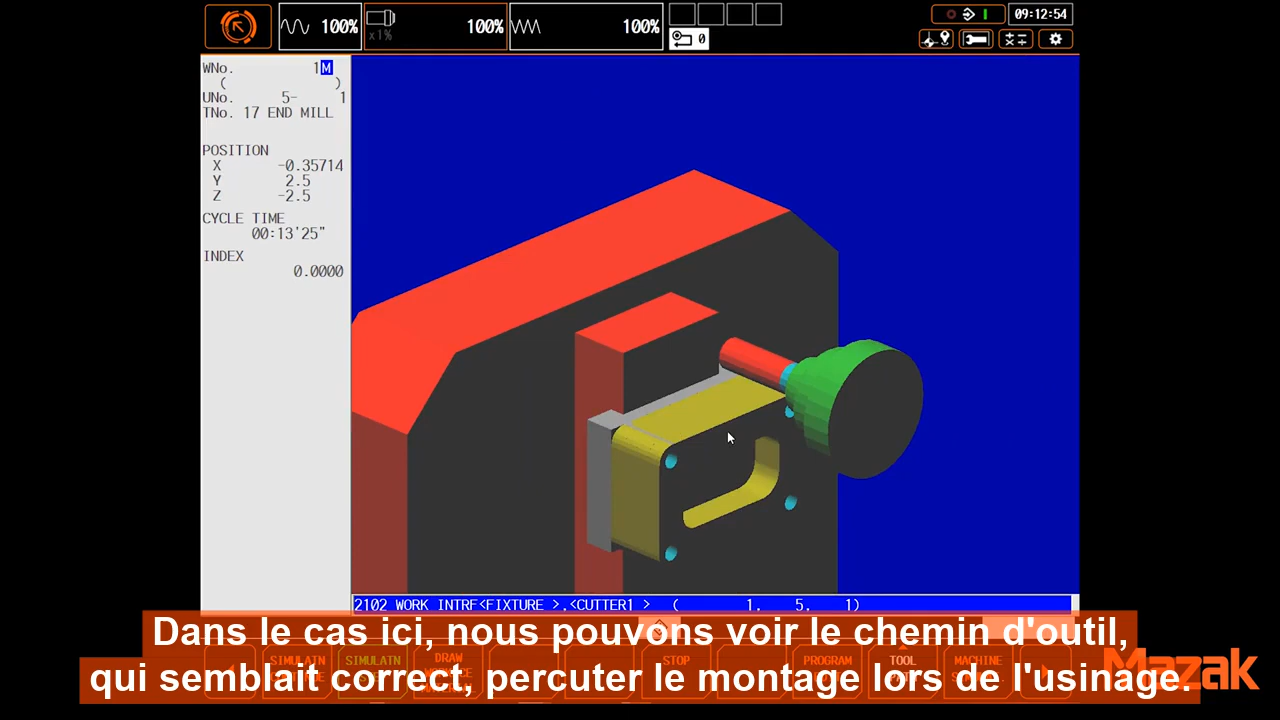 100%
x1%
100%
100%
0
09:12:54
WNo. 1M
( )
UNo. 5- 1
TNo. 17 END MILL
POSITION
X -0.35714
Y 2.5
Z -2.5
CYCLE TIME
00:13'25"
INDEX
0.0000
2102 WORK INTRF<FIXTURE >.<CUTTER1 > ( 1, 5, 1)
Dans le cas ici, nous pouvons voir le chemin d'outil,
qui semblait correct, percuter le montage lors de l'usinage.
SIMULATN
SIMULATN
DRAW
STOP
PROGRAM
TOOL
MACHINE
Mazak